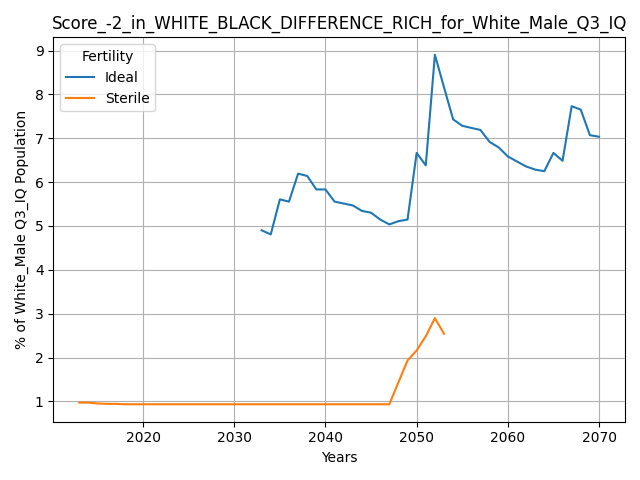 Score_-2_in_WHITE_BLACK_DIFFERENCE_RICH_for_White_Male_Q3_IQ
Fertility
Ideal
Sterile
% of White_Male Q3_IQ Population
9
8
7
6
5
4
3
2
1
2020 2030 2040 2050 2060 2070
Years